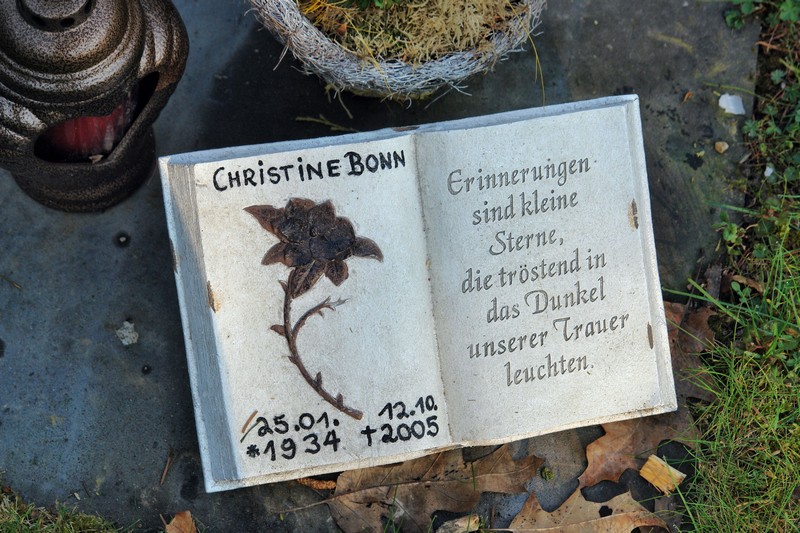 CHRISTINE BONN
25.01.
*1934
12.10.
†2005
Erinnerungen
sind kleine
Sterne,
die tröstend in
das Dunkel
unserer Trauer
leuchten.